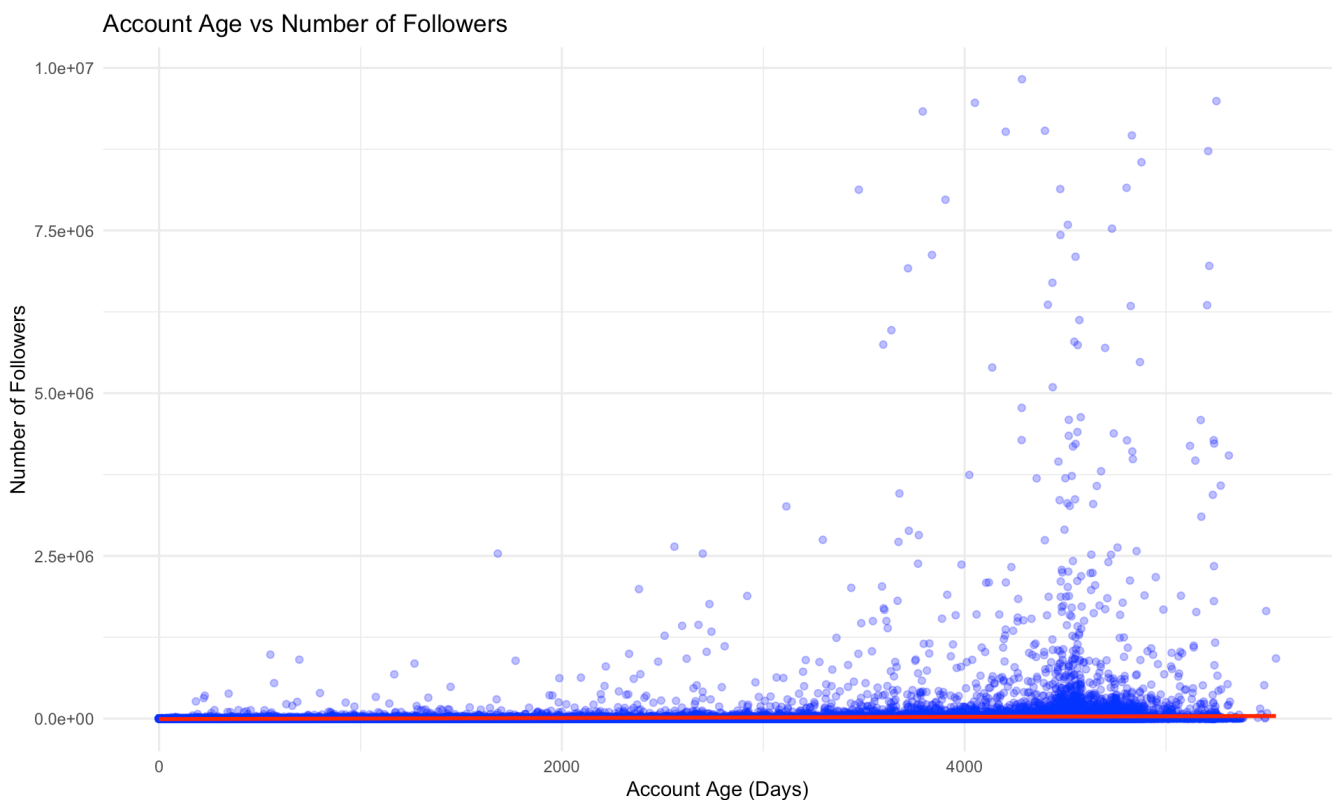 Account Age vs Number of Followers
1.0e+07
7.5e+06
5.0e+06
2.5e+06
0.0e+00
Number of Followers
0
2000
4000
Account Age (Days)